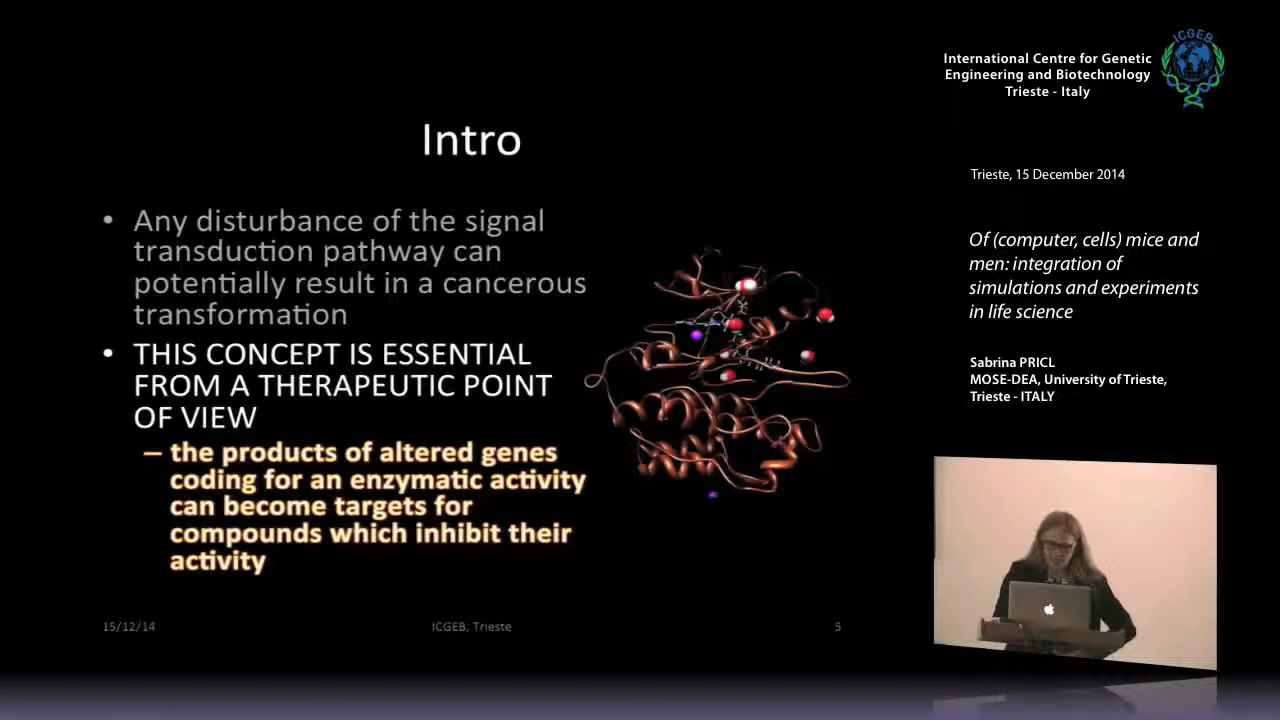 ICGEB
International Centre for Genetic
Engineering and Biotechnology
Trieste - Italy
Intro
• Any disturbance of the signal
transduction pathway can
potentially result in a cancerous
transformation
• THIS CONCEPT IS ESSENTIAL
FROM A THERAPEUTIC POINT
OF VIEW
– the products of altered genes
coding for an enzymatic activity
can become targets for
compounds which inhibit their
activity
15/12/14
ICGEB, Trieste
5
Trieste, 15 December 2014
Of (computer, cells) mice and
men: integration of
simulations and experiments
in life science
Sabrina PRICL
MOSE-DEA, University of Trieste,
Trieste - ITALY